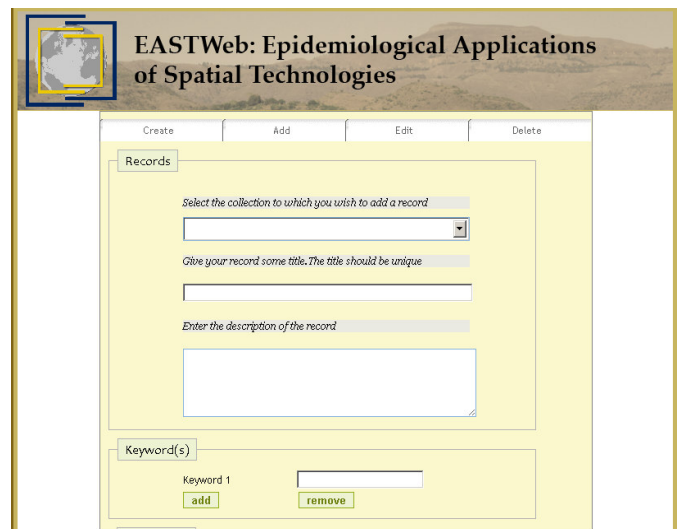 EASTWeb: Epidemiological Applications
of Spatial Technologies
Create Add Edit Delete
Records
Select the collection to which you wish to add a record
Give your record some title.The title should be unique
Enter the description of the record
Keyword(s)
Keyword 1
add remove